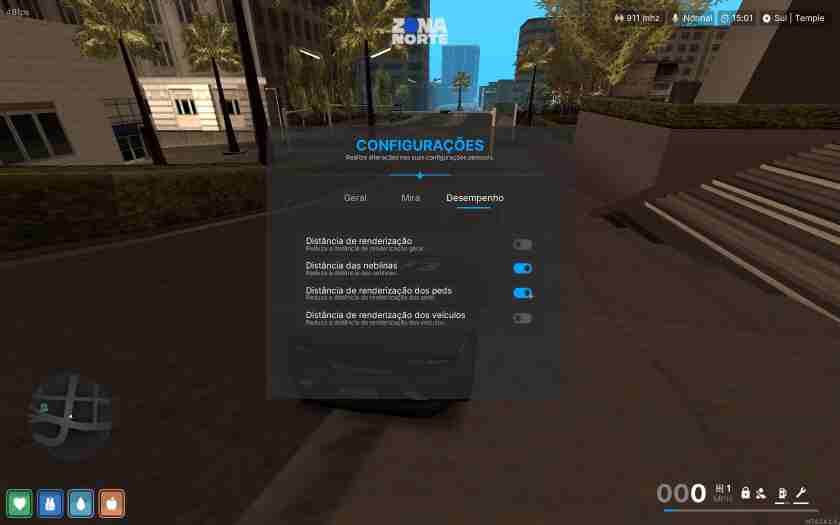 481ps
ZONA
NORTE
911 mhz
Normal
15:01
Sul | Temple
CONFIGURAÇÕES
Realize alterações nas suas configurações pessoais.
Geral
Mira
Desempenho
Distância de renderização
Reduza a distância de renderização geral.
Distância das neblinas
Reduza a distância das neblinas.
Distância de renderização dos peds
Reduza a distância de renderização dos peds.
Distância de renderização dos veículos
Reduza a distância de renderização dos veículos.
000
1
MPH